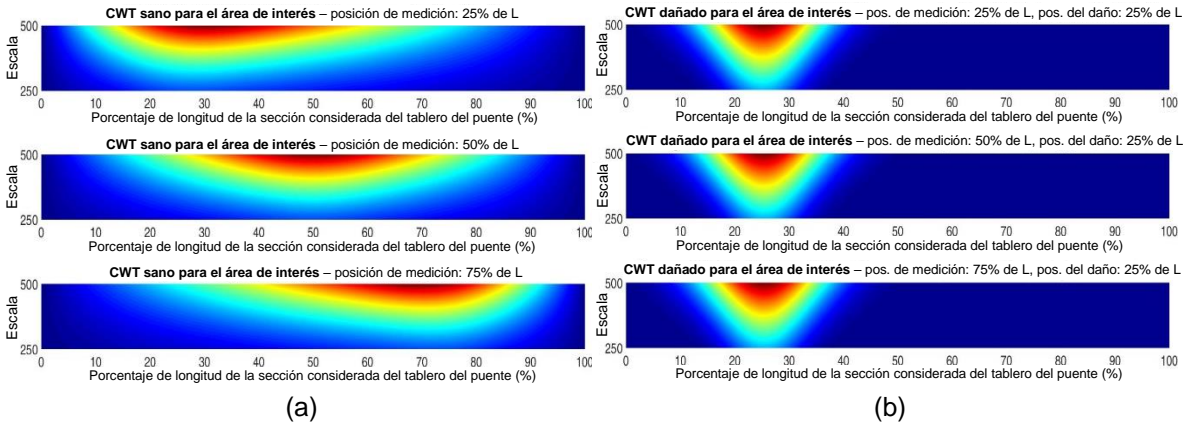 CWT sano para el área de interés – posición de medición: 25% de L
500
Escala
250
0 10 20 30 40 50 60 70 80 90 100
Porcentaje de longitud de la sección considerada del tablero del puente (%)
CWT sano para el área de interés – posición de medición: 50% de L
500
Escala
250
0 10 20 30 40 50 60 70 80 90 100
Porcentaje de longitud de la sección considerada del tablero del puente (%)
CWT sano para el área de interés – posición de medición: 75% de L
500
Escala
250
0 10 20 30 40 50 60 70 80 90 100
Porcentaje de longitud de la sección considerada del tablero del puente (%)
(a)
CWT dañado para el área de interés – pos. de medición: 25% de L, pos. del daño: 25% de L
500
Escala
250
0 10 20 30 40 50 60 70 80 90 100
Porcentaje de longitud de la sección considerada del tablero del puente (%)
CWT dañado para el área de interés – pos. de medición: 50% de L, pos. del daño: 25% de L
500
Escala
250
0 10 20 30 40 50 60 70 80 90 100
Porcentaje de longitud de la sección considerada del tablero del puente (%)
CWT dañado para el área de interés – pos. de medición: 75% de L, pos. del daño: 25% de L
500
Escala
250
0 10 20 30 40 50 60 70 80 90 100
Porcentaje de longitud de la sección considerada del tablero del puente (%)
(b)